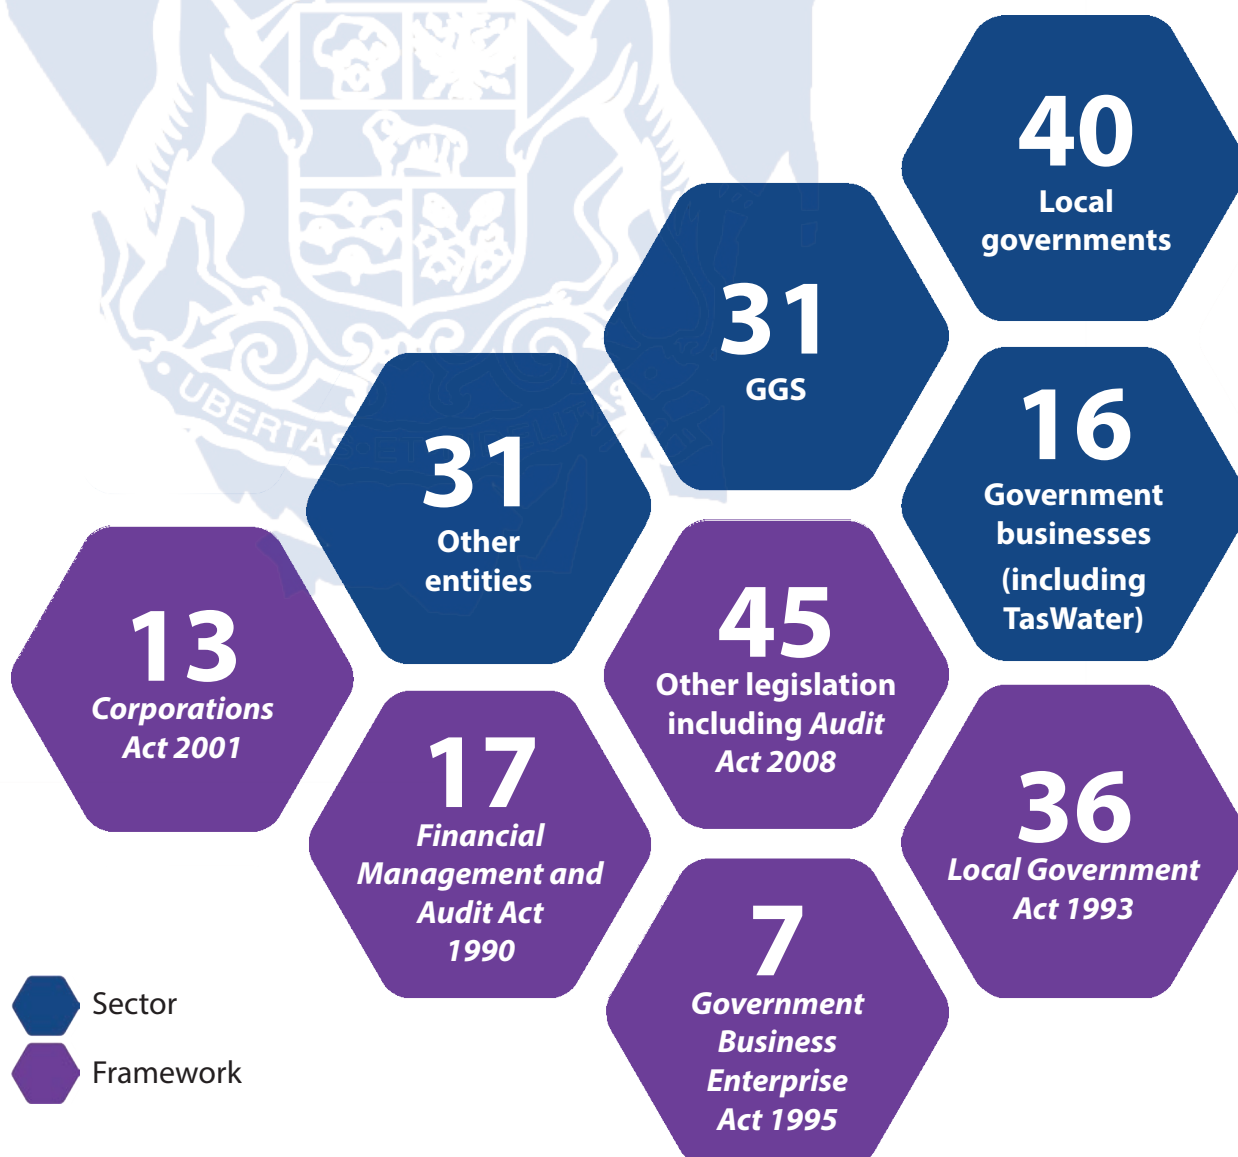 40
Local
governments
31
GGS
16
Government
businesses
(including
TasWater)
31
Other
entities
13
Corporations
Act 2001
45
Other legislation
including Audit
Act 2008
17
Financial
Management and
Audit Act
1990
36
Local Government
Act 1993
7
Government
Business
Enterprise
Act 1995
Sector
Framework
UBERTAS ET